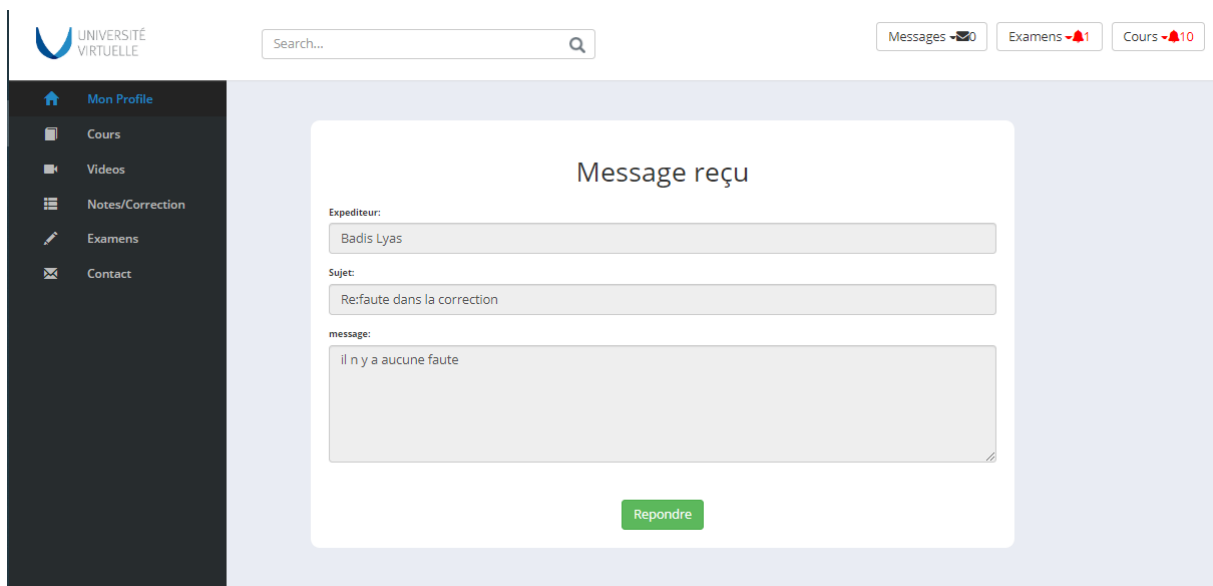 UNIVERSITÉ
VIRTUELLE
Search...
Messages 0
Examens 1
Cours 10
Mon Profile
Cours
Videos
Notes/Correction
Examens
Contact
Message reçu
Expediteur:
Badis Lyas
Sujet:
Re:faute dans la correction
message:
il n y a aucune faute
Repondre